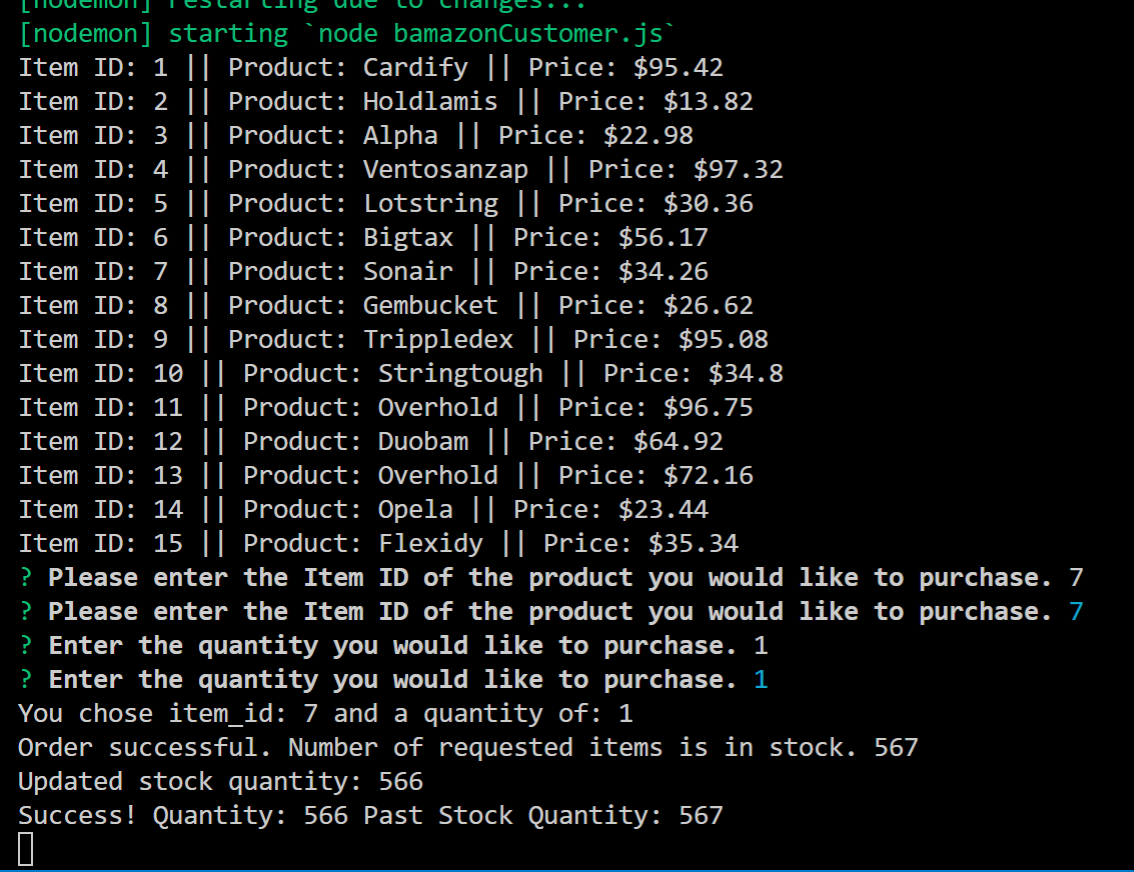 [nodemon] restarting due to changes...
[nodemon] starting `node bamazonCustomer.js`
Item ID: 1 || Product: Cardify || Price: $95.42
Item ID: 2 || Product: Holdlamis || Price: $13.82
Item ID: 3 || Product: Alpha || Price: $22.98
Item ID: 4 || Product: Ventosanzap || Price: $97.32
Item ID: 5 || Product: Lotstring || Price: $30.36
Item ID: 6 || Product: Bigtax || Price: $56.17
Item ID: 7 || Product: Sonair || Price: $34.26
Item ID: 8 || Product: Gembucket || Price: $26.62
Item ID: 9 || Product: Trippledex || Price: $95.08
Item ID: 10 || Product: Stringtough || Price: $34.8
Item ID: 11 || Product: Overhold || Price: $96.75
Item ID: 12 || Product: Duobam || Price: $64.92
Item ID: 13 || Product: Overhold || Price: $72.16
Item ID: 14 || Product: Opela || Price: $23.44
Item ID: 15 || Product: Flexidy || Price: $35.34
? Please enter the Item ID of the product you would like to purchase. 7
? Please enter the Item ID of the product you would like to purchase. 7
? Enter the quantity you would like to purchase. 1
? Enter the quantity you would like to purchase. 1
You chose item_id: 7 and a quantity of: 1
Order successful. Number of requested items is in stock. 567
Updated stock quantity: 566
Success! Quantity: 566 Past Stock Quantity: 567